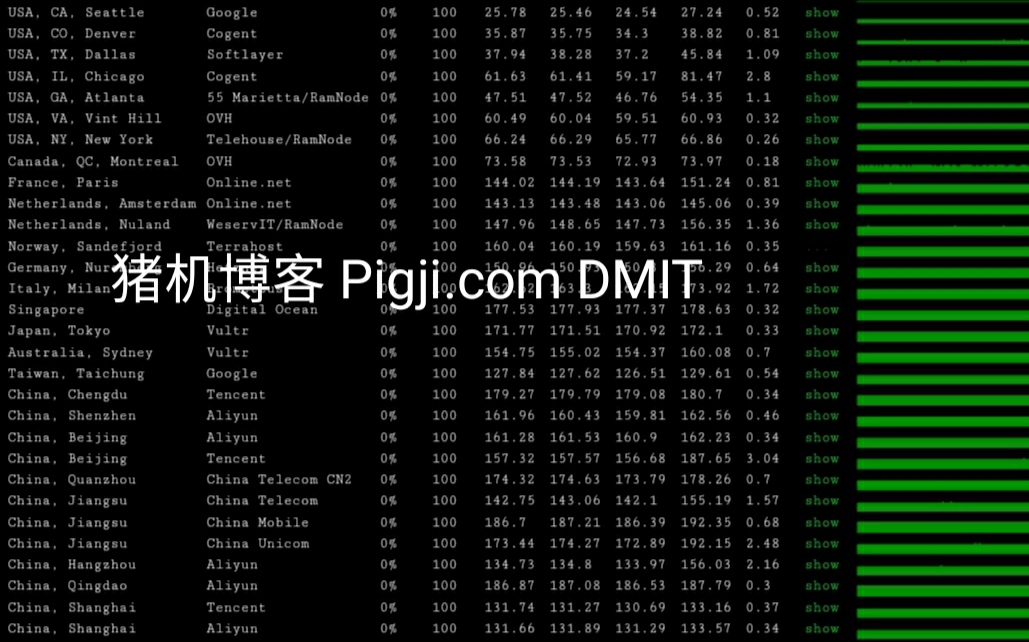 USA, CA, Seattle Google 0% 100 25.78 25.46 24.54 27.24 0.52 show
USA, CO, Denver Cogent 0% 100 35.87 35.75 34.3 38.82 0.81 show
USA, TX, Dallas Softlayer 0% 100 37.94 38.28 37.2 45.84 1.09 show
USA, IL, Chicago Cogent 0% 100 61.63 61.41 59.17 81.47 2.8 show
USA, GA, Atlanta 55 Marietta/RamNode 0% 100 47.51 47.52 46.76 54.35 1.1 show
USA, VA, Vint Hill OVH 0% 100 60.49 60.04 59.51 60.93 0.32 show
USA, NY, New York Telehouse/RamNode 0% 100 66.24 66.29 65.77 66.86 0.26 show
Canada, QC, Montreal OVH 0% 100 73.58 73.53 72.93 73.97 0.18 show
France, Paris Online.net 0% 100 144.02 144.19 143.64 151.24 0.81 show
Netherlands, Amsterdam Online.net 0% 100 143.13 143.48 143.06 145.06 0.39 show
Netherlands, Nuland WeservIT/RamNode 0% 100 147.96 148.65 147.73 156.35 1.36 show
Norway, Sandefjord Terrahost 0% 100 160.04 160.19 159.63 161.16 0.35 ...
Germany, 0% 100 0.64 show
猪机博客 Pigji.com DMIT
Italy, Milan 1.72 show
Singapore Digital Ocean 0% 100 177.53 177.93 177.37 178.63 0.32 show
Japan, Tokyo Vultr 0% 100 171.77 171.51 170.92 172.1 0.33 show
Australia, Sydney Vultr 0% 100 154.75 155.02 154.37 160.08 0.7 show
Taiwan, Taichung Google 0% 100 127.84 127.62 126.51 129.61 0.54 show
China, Chengdu Tencent 0% 100 179.27 179.79 179.08 180.7 0.34 show
China, Shenzhen Aliyun 0% 100 161.96 160.43 159.81 162.56 0.46 show
China, Beijing Aliyun 0% 100 161.28 161.53 160.9 162.23 0.34 show
China, Beijing Tencent 0% 100 157.32 157.57 156.68 187.65 3.04 show
China, Quanzhou China Telecom CN2 0% 100 174.32 174.63 173.79 178.26 0.7 show
China, Jiangsu China Telecom 0% 100 142.75 143.06 142.1 155.19 1.57 show
China, Jiangsu China Mobile 0% 100 186.7 187.21 186.39 192.35 0.68 show
China, Jiangsu China Unicom 0% 100 173.44 174.27 172.89 192.15 2.48 show
China, Hangzhou Aliyun 0% 100 134.73 134.8 133.97 156.03 2.16 show
China, Qingdao Aliyun 0% 100 186.87 187.08 186.53 187.79 0.3 show
China, Shanghai Tencent 0% 100 131.74 131.27 130.69 133.16 0.37 show
China, Shanghai Aliyun 0% 100 131.66 131.89 131.29 133.57 0.34 show